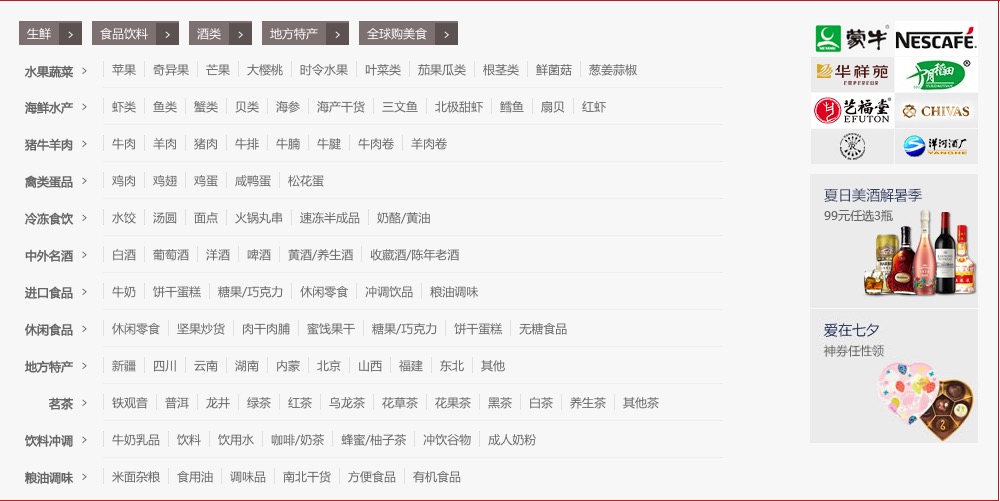 生鲜 > 食品饮料 > 酒类 > 地方特产 > 全球购美食 >
水果蔬菜 > 苹果 奇异果 芒果 大樱桃 时令水果 叶菜类 茄果瓜类 根茎类 鲜菌菇 葱姜蒜椒
海鲜水产 > 虾类 鱼类 蟹类 贝类 海参 海产干货 三文鱼 北极甜虾 鳕鱼 扇贝 红虾
猪牛羊肉 > 牛肉 羊肉 猪肉 牛排 牛腩 牛腱 牛肉卷 羊肉卷
禽类蛋品 > 鸡肉 鸡翅 鸡蛋 咸鸭蛋 松花蛋
冷冻食饮 > 水饺 汤圆 面点 火锅丸串 速冻半成品 奶酪/黄油
中外名酒 > 白酒 葡萄酒 洋酒 啤酒 黄酒/养生酒 收藏酒/陈年老酒
进口食品 > 牛奶 饼干蛋糕 糖果/巧克力 休闲零食 冲调饮品 粮油调味
休闲食品 > 休闲零食 坚果炒货 肉干肉脯 蜜饯果干 糖果/巧克力 饼干蛋糕 无糖食品
地方特产 > 新疆 四川 云南 湖南 内蒙 北京 山西 福建 东北 其他
茗茶 > 铁观音 普洱 龙井 绿茶 红茶 乌龙茶 花草茶 花果茶 黑茶 白茶 养生茶 其他茶
饮料冲调 > 牛奶乳品 饮料 饮用水 咖啡/奶茶 蜂蜜/柚子茶 冲饮谷物 成人奶粉
粮油调味 > 米面杂粮 食用油 调味品 南北干货 方便食品 有机食品
蒙牛 NESCAFÉ.
华祥苑 月稻田®
艺福堂® EFUTON CHIVAS
洋河酒厂 YANGHE
夏日美酒解暑季
99元任选3瓶
爱在七夕
神券任性领